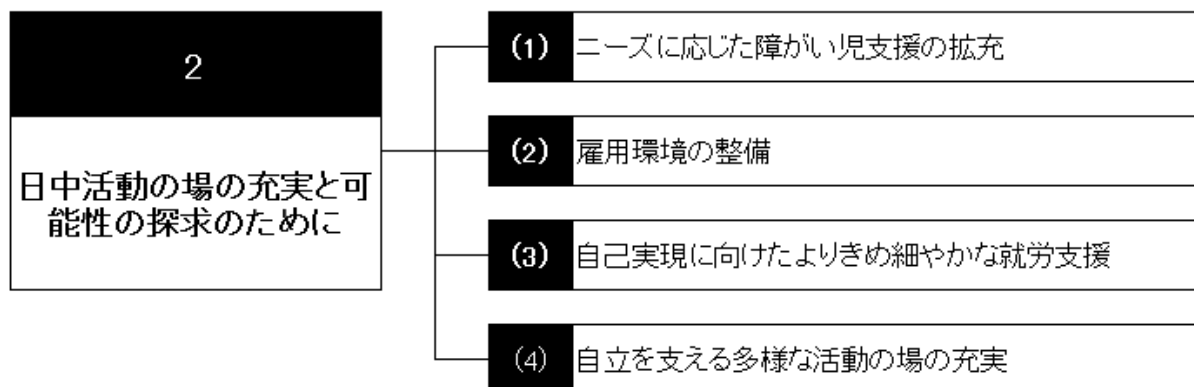 2
日中活動の場の充実と可
能性の探求のために
(1) ニーズに応じた障がい児支援の拡充
(2) 雇用環境の整備
(3) 自己実現に向けたよりきめ細やかな就労支援
(4) 自立を支える多様な活動の場の充実